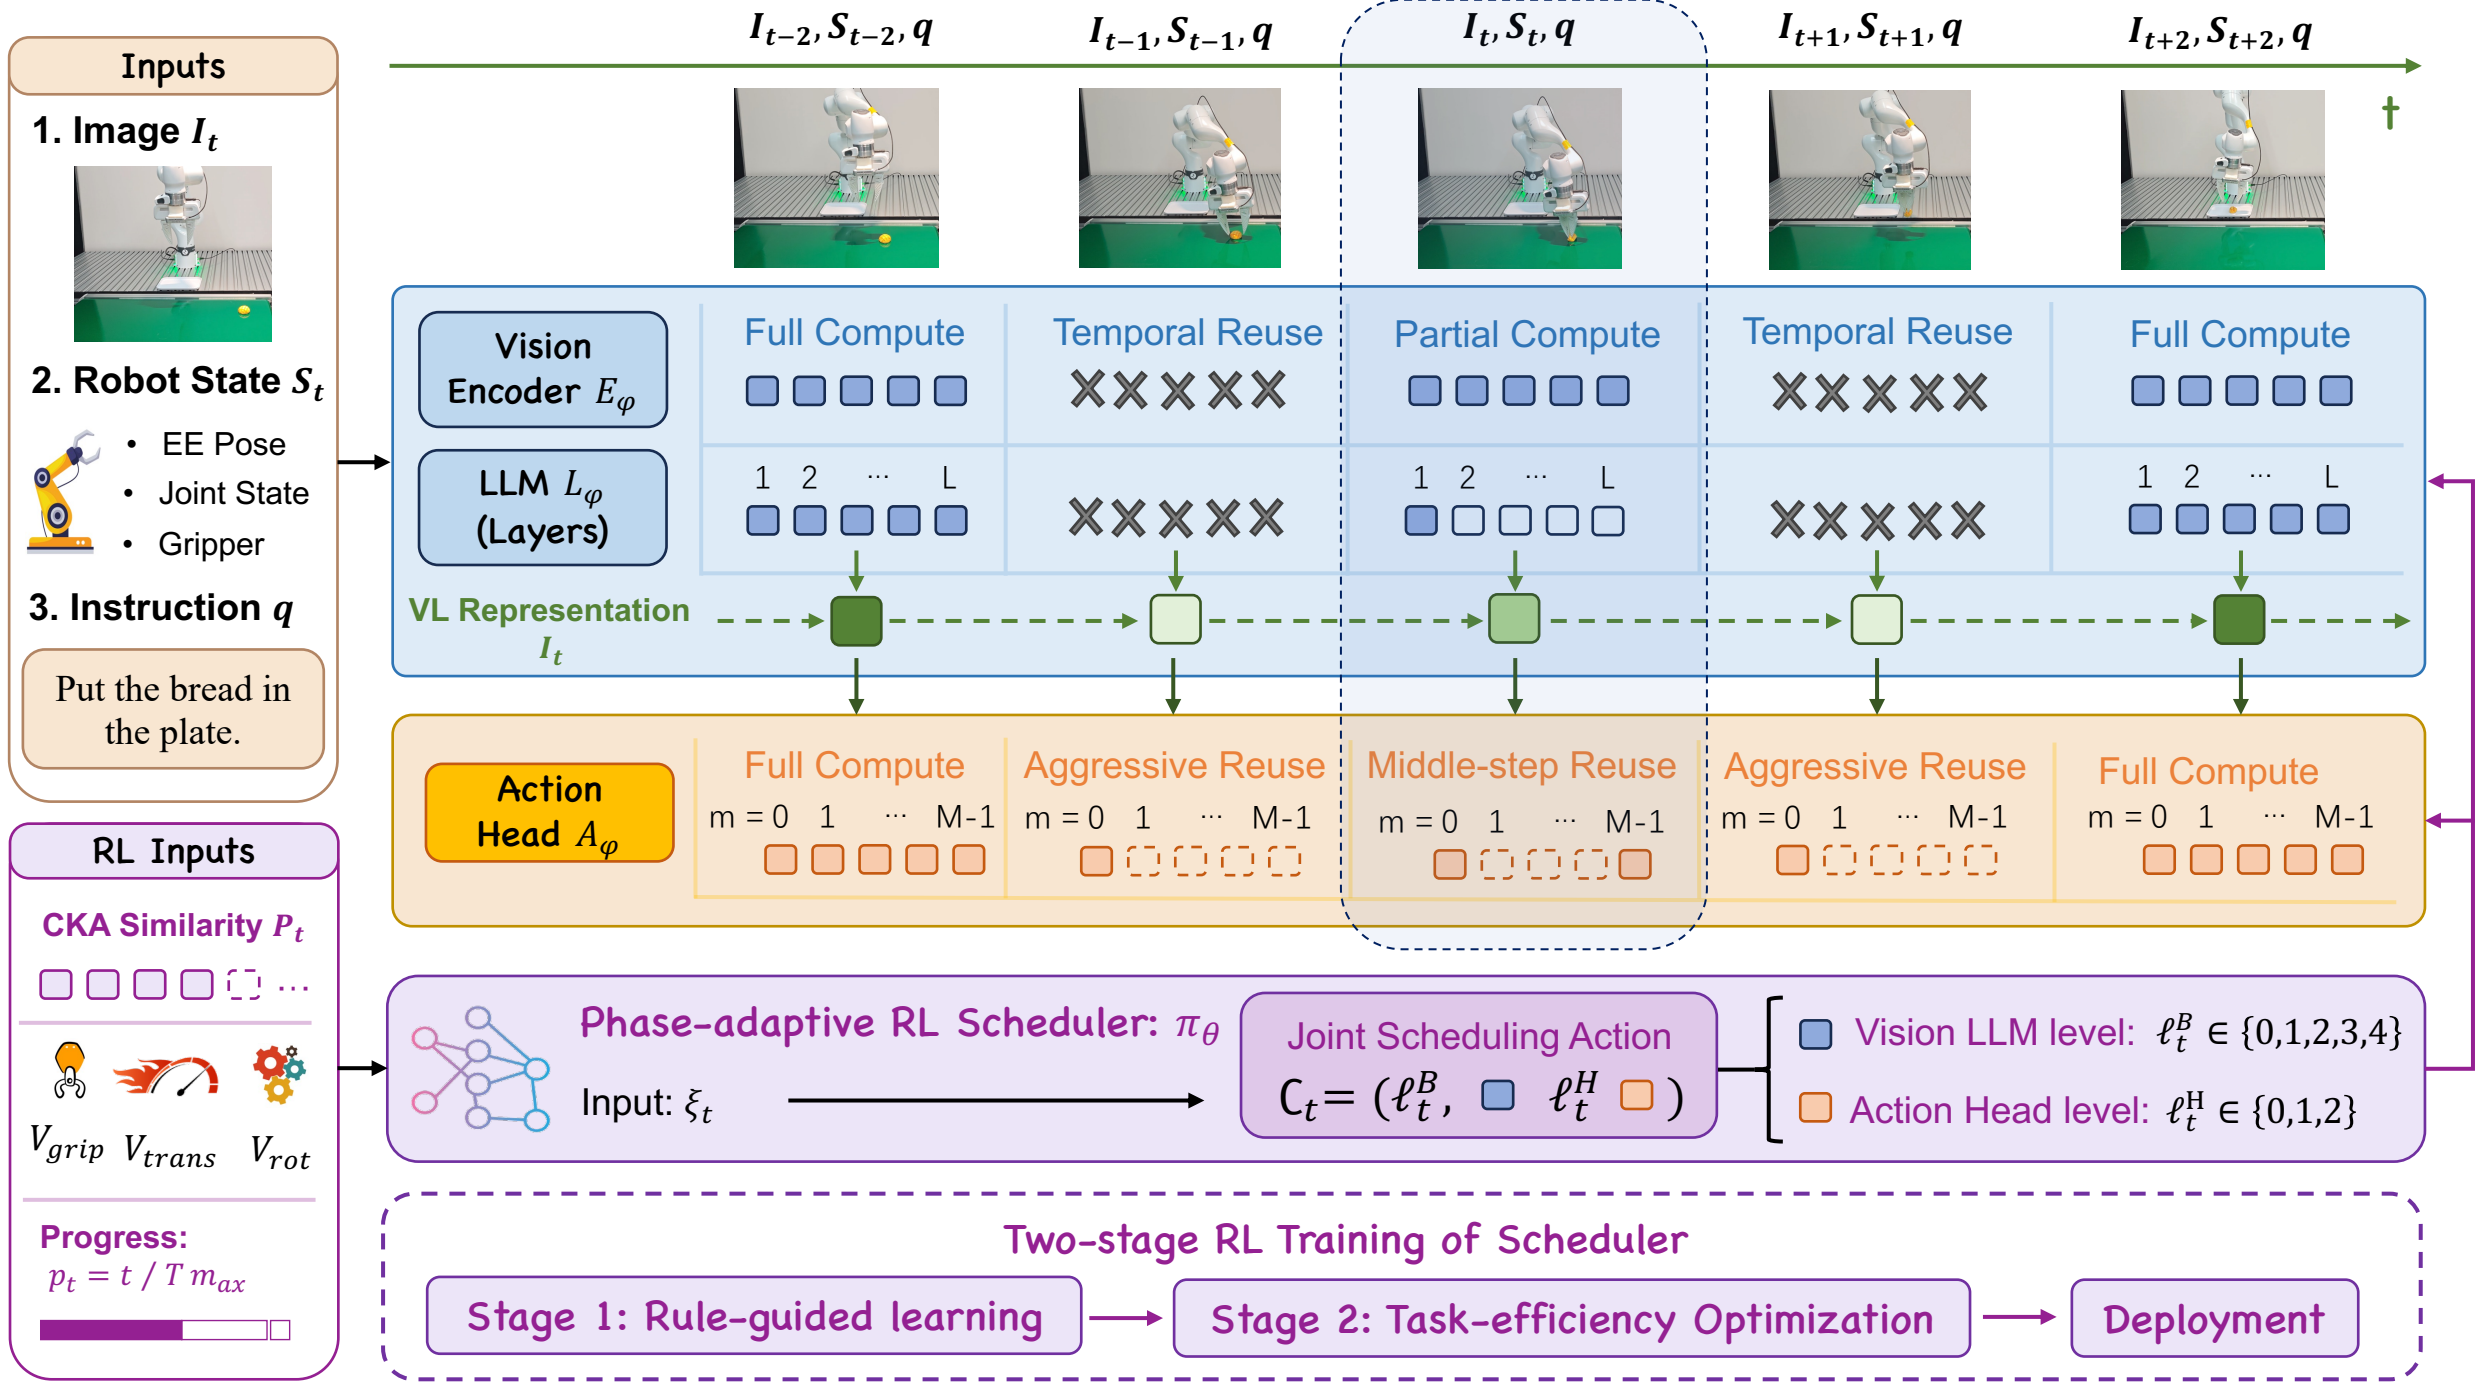 Inputs
1. Image I_t
2. Robot State S_t
• EE Pose
• Joint State
• Gripper
3. Instruction q
Put the bread in
the plate.
RL Inputs
CKA Similarity P_t
...
V_grip V_trans V_rot
Progress:
p_t = t / T m_ax
I_{t−2}, S_{t−2}, q
I_{t−1}, S_{t−1}, q
I_t, S_t, q
I_{t+1}, S_{t+1}, q
I_{t+2}, S_{t+2}, q
t
Vision
Encoder E_φ
Full Compute
Temporal Reuse
Partial Compute
Temporal Reuse
Full Compute
LLM L_φ
(Layers)
1 2 ... L
1 2 ... L
1 2 ... L
VL Representation
I_t
Action
Head A_φ
Full Compute
Aggressive Reuse
Middle-step Reuse
Aggressive Reuse
Full Compute
m = 0 1 ... M-1
m = 0 1 ... M-1
m = 0 1 ... M-1
m = 0 1 ... M-1
m = 0 1 ... M-1
Phase-adaptive RL Scheduler: π_θ
Input: ξ_t
Joint Scheduling Action
C_t = (ℓ_t^B, ℓ_t^H )
Vision LLM level: ℓ_t^B ∈ {0,1,2,3,4}
Action Head level: ℓ_t^H ∈ {0,1,2}
Two-stage RL Training of Scheduler
Stage 1: Rule-guided learning
Stage 2: Task-efficiency Optimization
Deployment